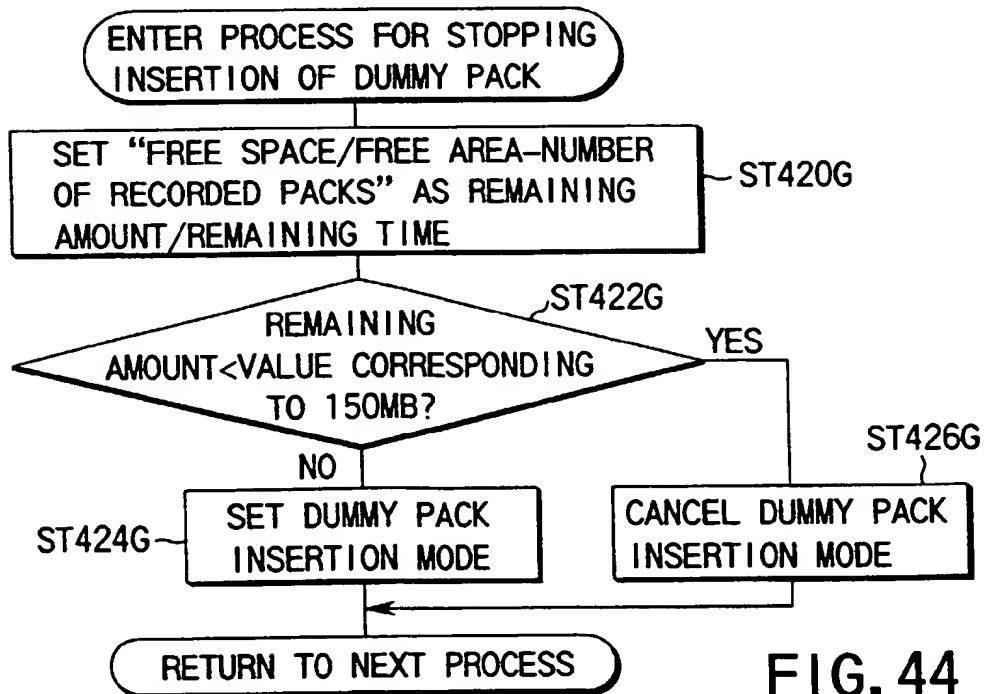 ENTER PROCESS FOR STOPPING
INSERTION OF DUMMY PACK
SET “FREE SPACE/FREE AREA-NUMBER
OF RECORDED PACKS” AS REMAINING
AMOUNT/REMAINING TIME
ST420G
ST422G
REMAINING
AMOUNT<VALUE CORRESPONDING
TO 150MB?
YES
NO
ST426G
ST424G
SET DUMMY PACK
INSERTION MODE
CANCEL DUMMY PACK
INSERTION MODE
RETURN TO NEXT PROCESS
FIG. 44